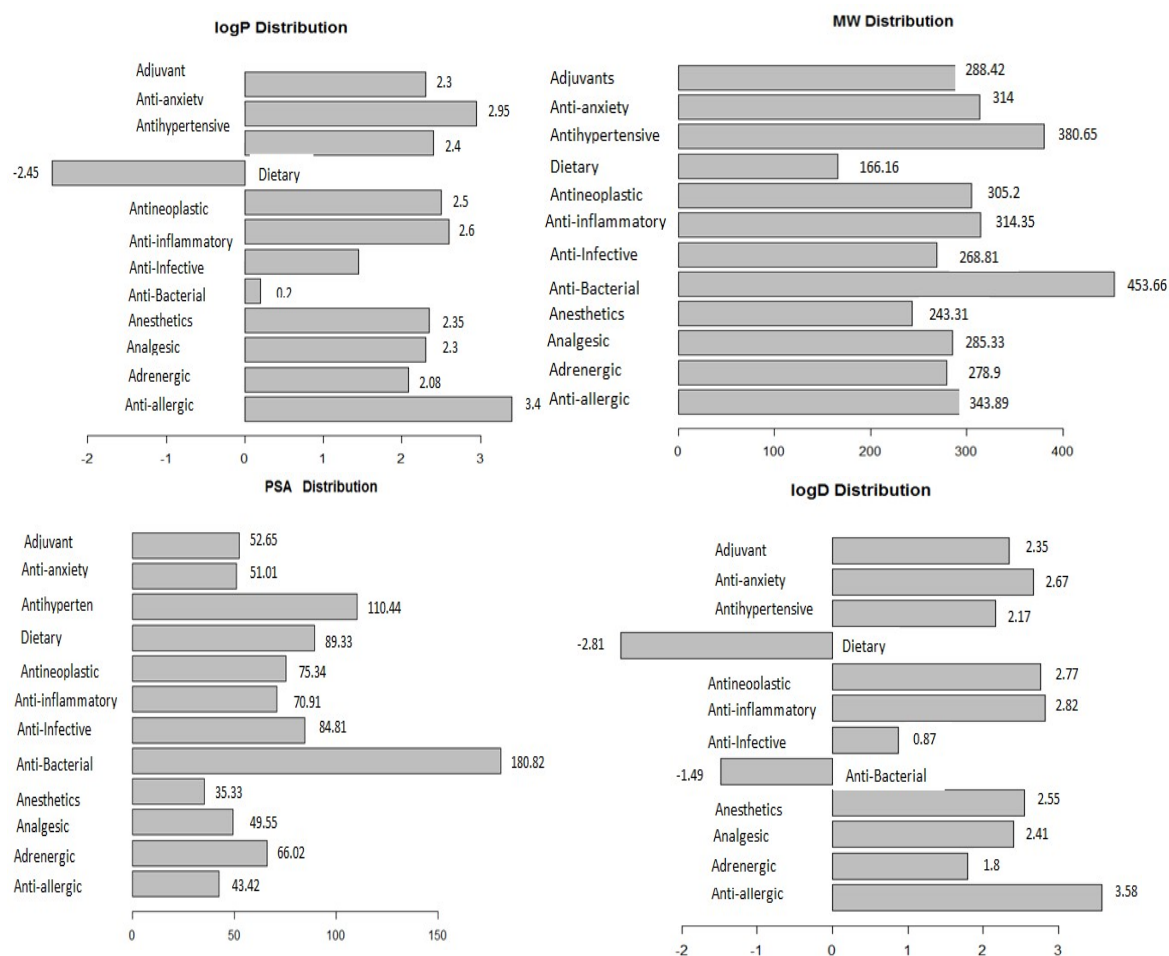 logP Distribution
Adjuvant
2.3
Anti-anxiety
2.95
Antihypertensive
2.4
-2.45
Dietary
Antineoplastic
2.5
Anti-inflammatory
2.6
Anti-Infective
Anti-Bacterial
0.2
Anesthetics
2.35
Analgesic
2.3
Adrenergic
2.08
Anti-allergic
3.4
-2 -1 0 1 2 3
MW Distribution
Adjuvants
288.42
Anti-anxiety
314
Antihypertensive
380.65
Dietary
166.16
Antineoplastic
305.2
Anti-inflammatory
314.35
Anti-Infective
268.81
Anti-Bacterial
453.66
Anesthetics
243.31
Analgesic
285.33
Adrenergic
278.9
Anti-allergic
343.89
0 100 200 300 400
PSA Distribution
Adjuvant
52.65
Anti-anxiety
51.01
Antihyperten
110.44
Dietary
89.33
Antineoplastic
75.34
Anti-inflammatory
70.91
Anti-Infective
84.81
Anti-Bacterial
180.82
Anesthetics
35.33
Analgesic
49.55
Adrenergic
66.02
Anti-allergic
43.42
0 50 100 150
logD Distribution
Adjuvant
2.35
Anti-anxiety
2.67
Antihypertensive
2.17
-2.81
Dietary
Antineoplastic
2.77
Anti-inflammatory
2.82
Anti-Infective
0.87
-1.49
Anti-Bacterial
Anesthetics
2.55
Analgesic
2.41
Adrenergic
1.8
Anti-allergic
3.58
-2 -1 0 1 2 3